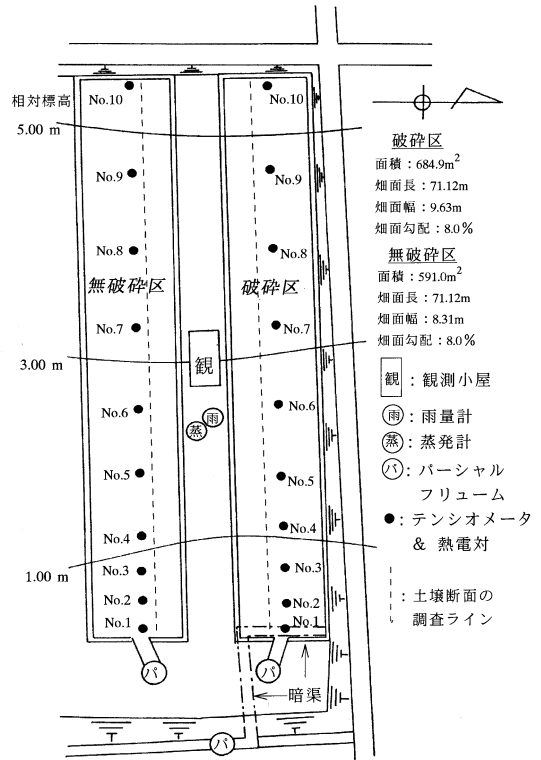 相対標高
5.00 m
3.00 m
1.00 m
No.10
No.9
No.8
無破砕区
No.7
No.6
No.5
No.4
No.3
No.2
No.1
パ
観
雨
蒸
No.10
No.9
No.8
破砕区
No.7
No.6
No.5
No.4
No.3
No.2
No.1
パ
暗渠
パ
破砕区
面積：684.9m²
畑面長：71.12m
畑面幅：9.63m
畑面勾配：8.0%
無破砕区
面積：591.0m²
畑面長：71.12m
畑面幅：8.31m
畑面勾配：8.0%
観：観測小屋
雨：雨量計
蒸：蒸発計
パ：パーシャル
フリューム
●：テンシオメータ
& 熱電対
：土壌断面の
調査ライン